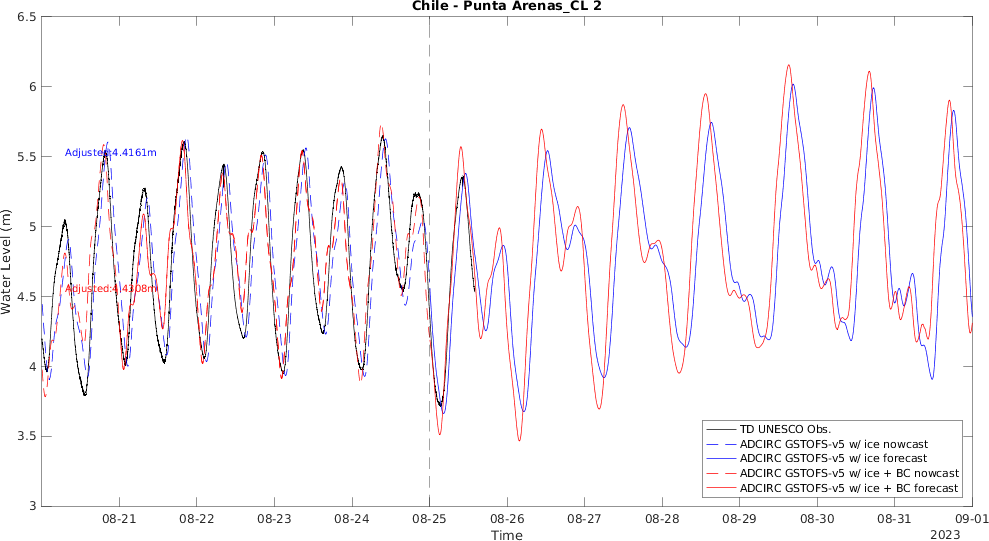 Chile - Punta Arenas_CL 2
Water Level (m)
6.5
6
5.5
5
4.5
4
3.5
3
Adjusted:4.4161m
Adjusted:4.4308m
TD UNESCO Obs.
ADCIRC GSTOFS-v5 w/ ice nowcast
ADCIRC GSTOFS-v5 w/ ice forecast
ADCIRC GSTOFS-v5 w/ ice + BC nowcast
ADCIRC GSTOFS-v5 w/ ice + BC forecast
08-21 08-22 08-23 08-24 08-25 08-26 08-27 08-28 08-29 08-30 08-31 09-01
Time
2023